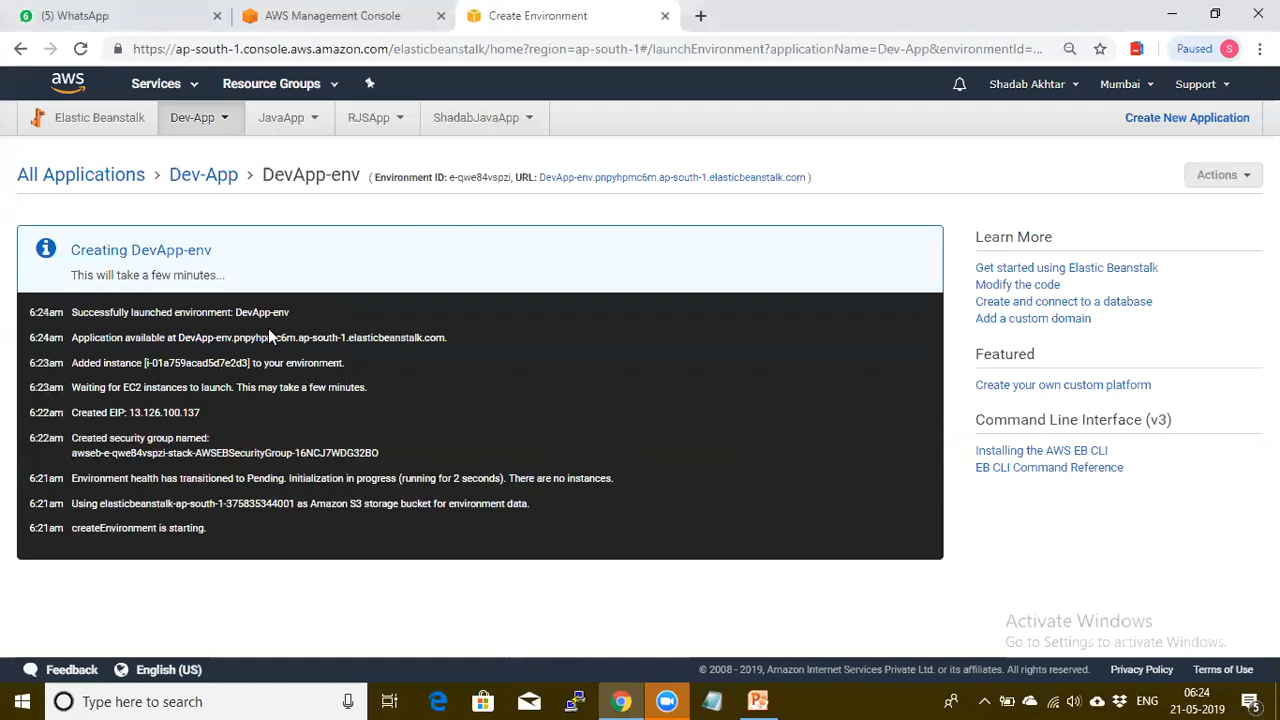 (5) WhatsApp
AWS Management Console
Create Environment
https://ap-south-1.console.aws.amazon.com/elasticbeanstalk/home?region=ap-south-1#/launchEnvironment?applicationName=Dev-App&environmentId=...
Paused S
aws
Services
Resource Groups
Shadab Akhtar
Mumbai
Support
Elastic Beanstalk
Dev-App
JavaApp
RJSApp
ShadabJavaApp
Create New Application
All Applications > Dev-App > DevApp-env ( Environment ID: e-qwe84vspzi, URL: DevApp-env.pnpyhpmc6m.ap-south-1.elasticbeanstalk.com )
Actions
Creating DevApp-env
This will take a few minutes...
6:24am Successfully launched environment: DevApp-env
6:24am Application available at DevApp-env.pnpyhpmc6m.ap-south-1.elasticbeanstalk.com.
6:23am Added instance [i-01a759acad5d7e2d3] to your environment.
6:23am Waiting for EC2 instances to launch. This may take a few minutes.
6:22am Created EIP: 13.126.100.137
6:22am Created security group named:
awseb-e-qwe84vspzi-stack-AWSEBSecurityGroup-16NCJ7WDG32BO
6:21am Environment health has transitioned to Pending. Initialization in progress (running for 2 seconds). There are no instances.
6:21am Using elasticbeanstalk-ap-south-1-375835344001 as Amazon S3 storage bucket for environment data.
6:21am createEnvironment is starting.
Learn More
Get started using Elastic Beanstalk
Modify the code
Create and connect to a database
Add a custom domain
Featured
Create your own custom platform
Command Line Interface (v3)
Installing the AWS EB CLI
EB CLI Command Reference
Activate Windows
Go to Settings to activate Windows.
Feedback
English (US)
© 2008 - 2019, Amazon Internet Services Private Ltd. or its affiliates. All rights reserved.
Privacy Policy
Terms of Use
Type here to search
ENG
06:24
21-05-2019
5